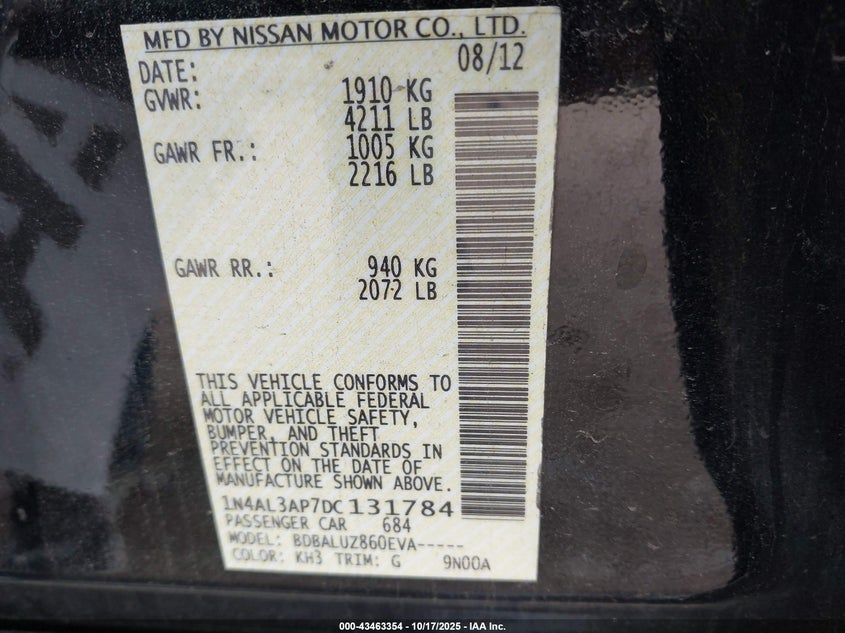 MFD BY NISSAN MOTOR CO., LTD.
DATE: 08/12
GVWR: 1910 KG
4211 LB
GAWR FR.: 1005 KG
2216 LB
GAWR RR.: 940 KG
2072 LB
THIS VEHICLE CONFORMS TO
ALL APPLICABLE FEDERAL
MOTOR VEHICLE SAFETY,
BUMPER, AND THEFT
PREVENTION STANDARDS IN
EFFECT ON THE DATE OF
MANUFACTURE SHOWN ABOVE.
1N4AL3AP7DC131784
PASSENGER CAR 684
MODEL: BDBALUZ860EVA-----
COLOR: KH3 TRIM: G 9N00A
000-43463354 - 10/17/2025 - IAA Inc.